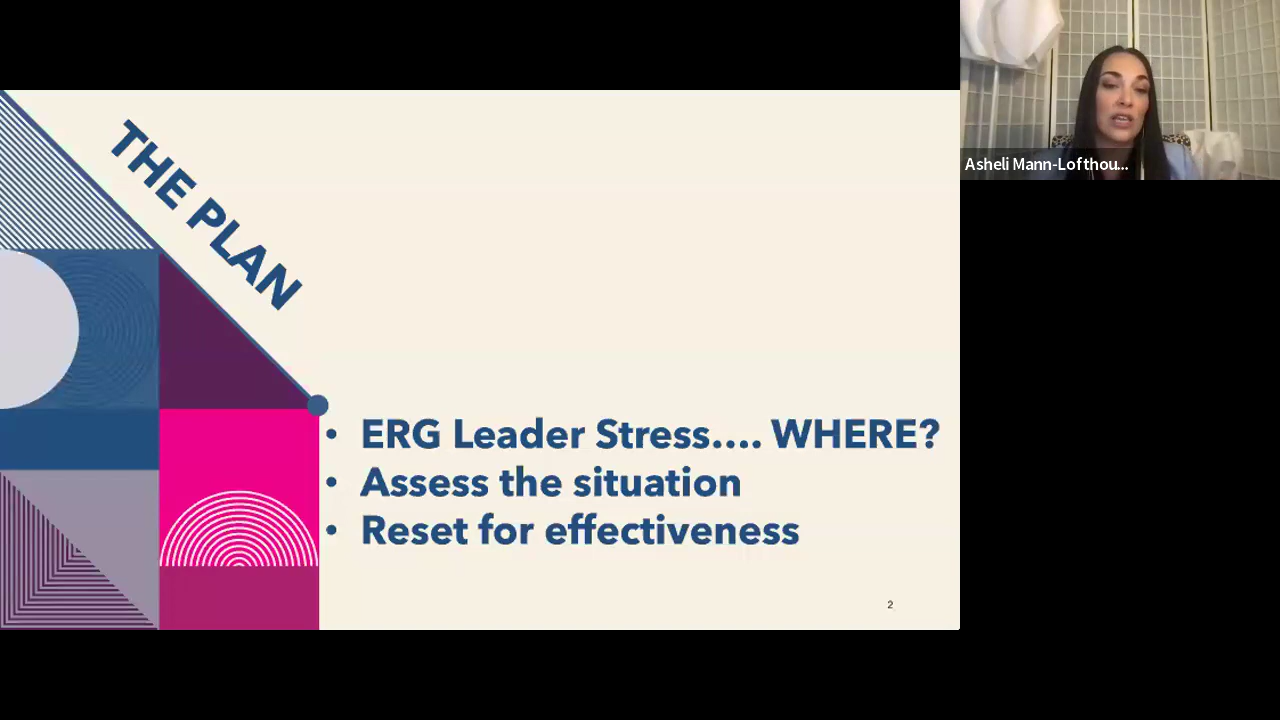 THE PLAN
Asheli Mann-Lofthou...
• ERG Leader Stress.... WHERE?
• Assess the situation
• Reset for effectiveness
2